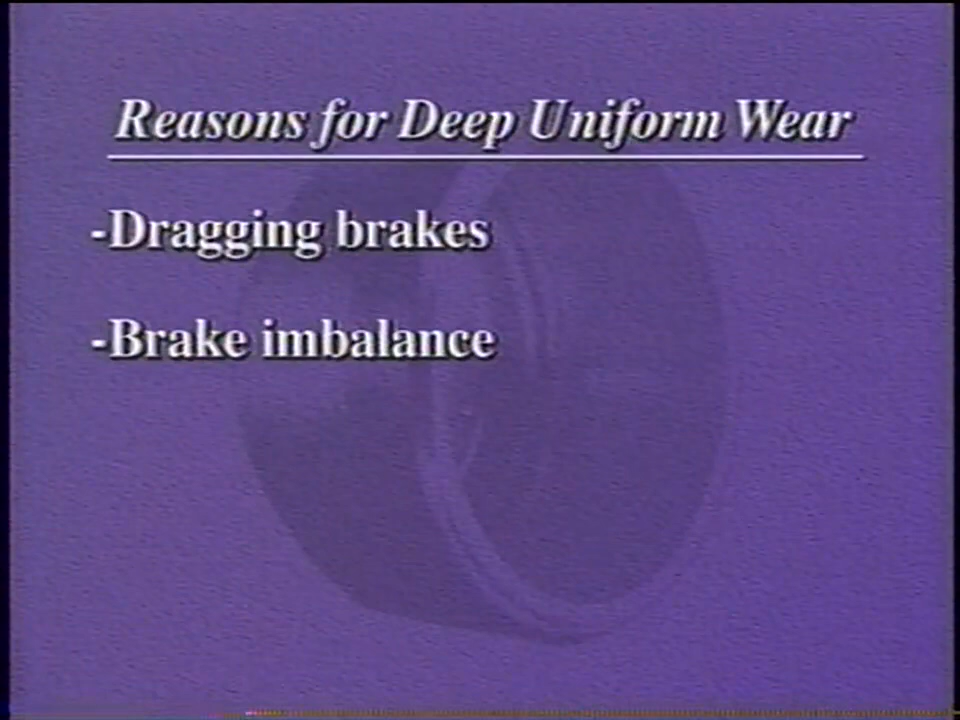 Reasons for Deep Uniform Wear
-Dragging brakes
-Brake imbalance